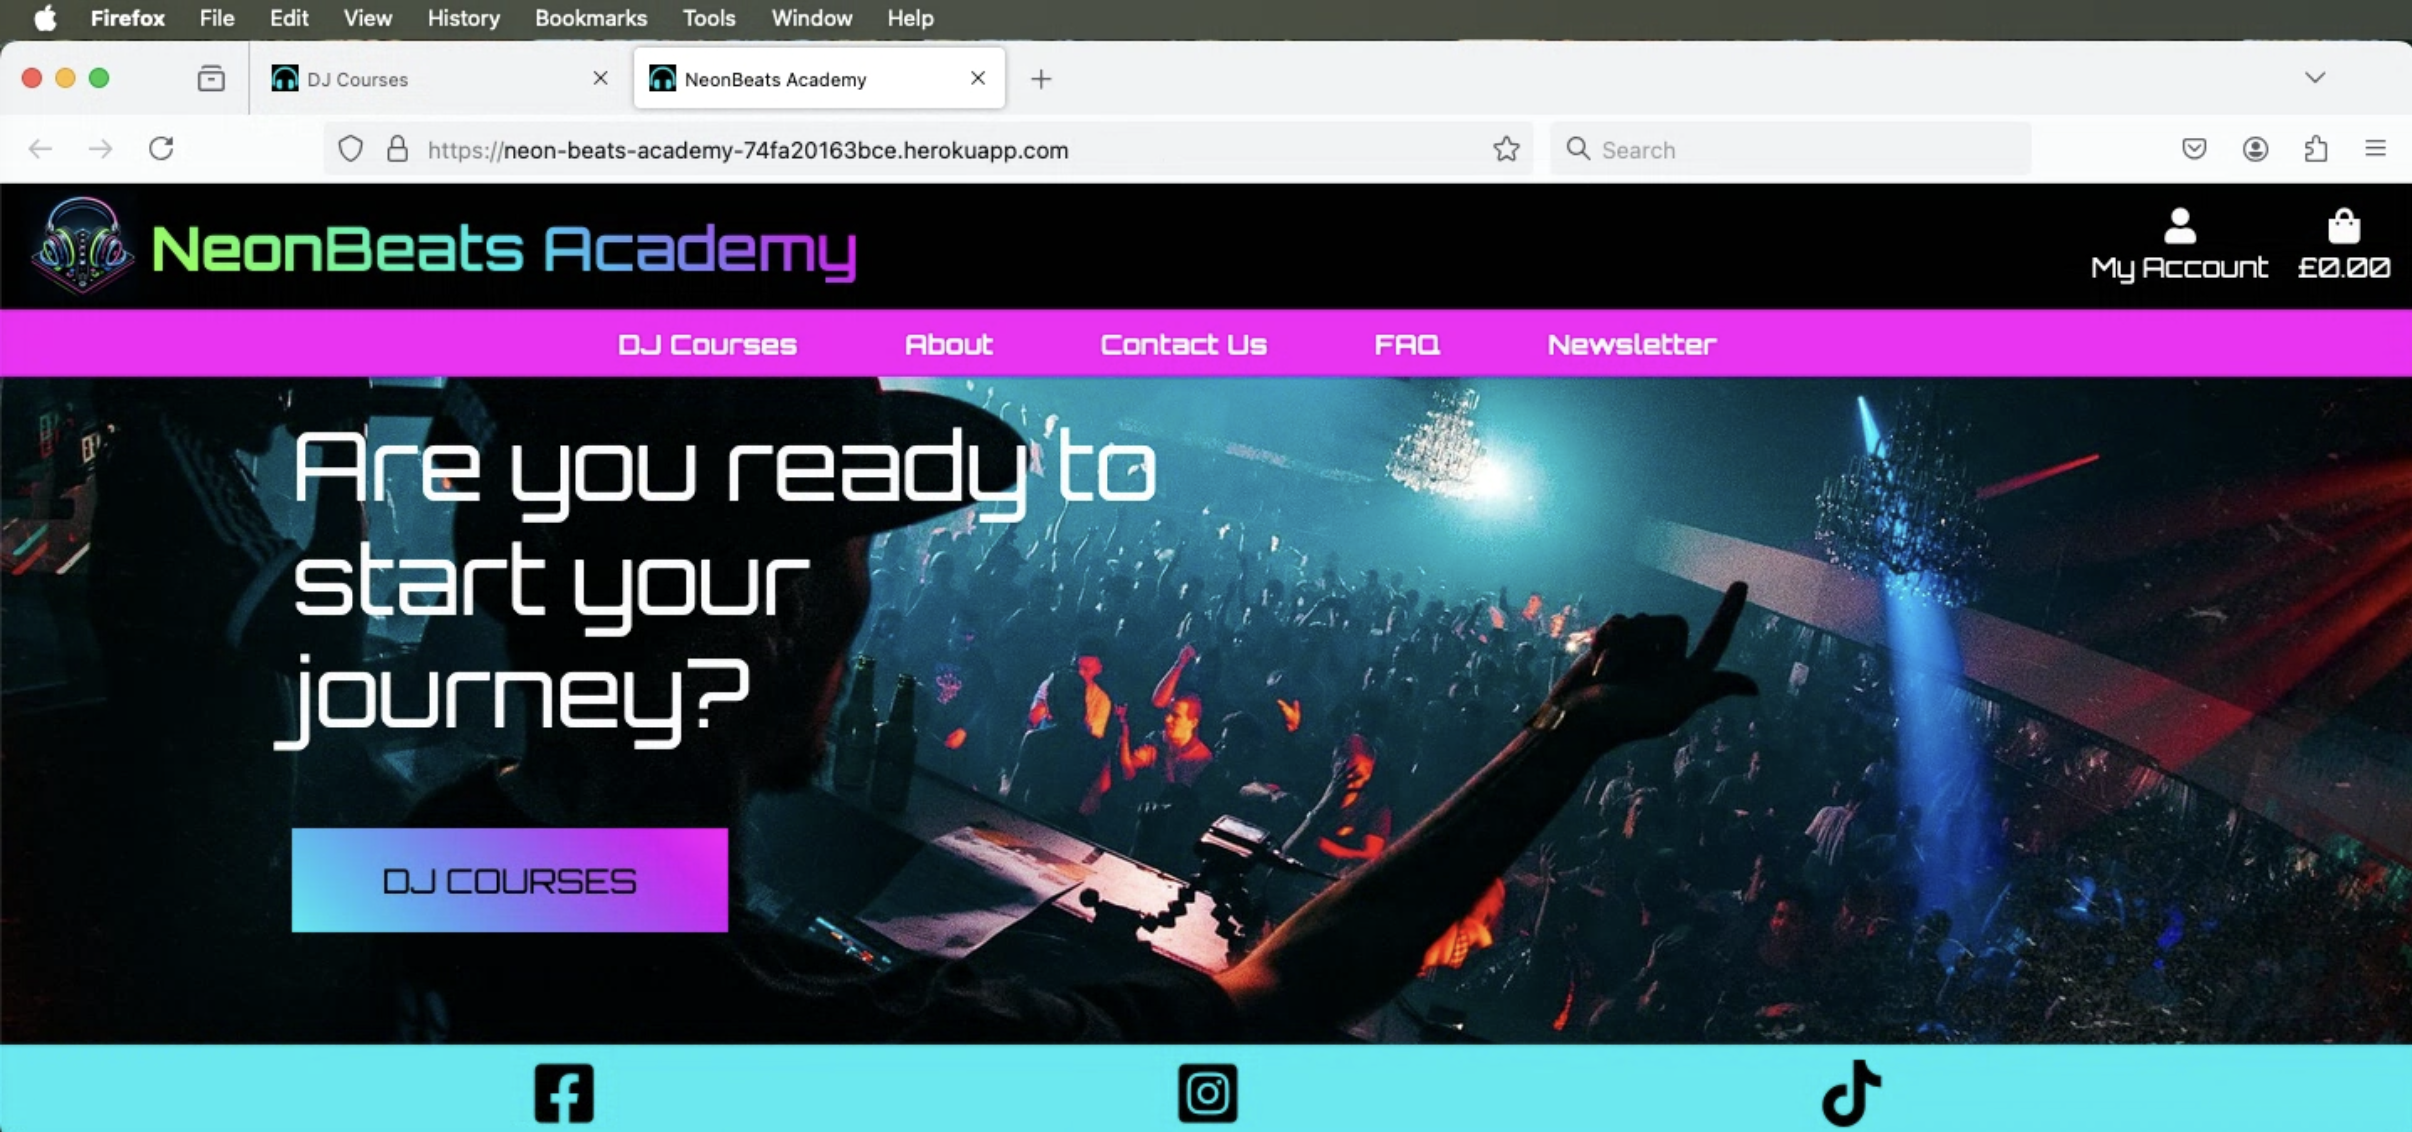 Firefox File Edit View History Bookmarks Tools Window Help
DJ Courses
NeonBeats Academy
https://neon-beats-academy-74fa20163bce.herokuapp.com
Search
NeonBeats Academy
My Account
£0.00
DJ Courses About Contact Us FAQ Newsletter
Are you ready to
start your
journey?
DJ COURSES